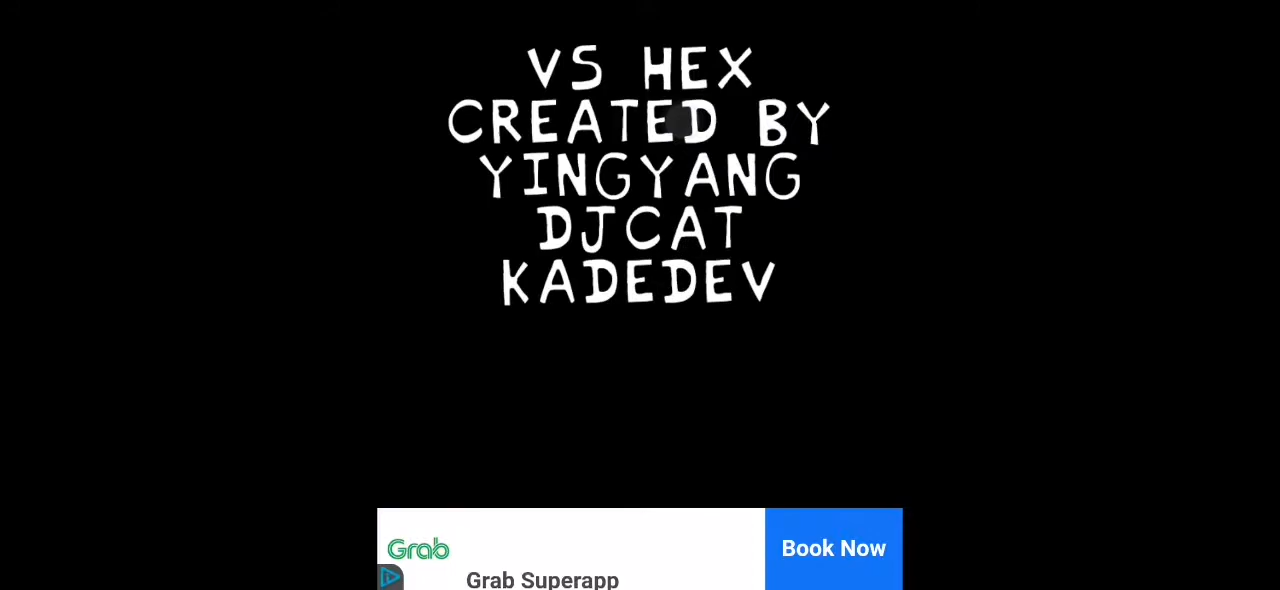 VS HEX
CREATED BY
YINGYANG
DJCAT
KADEDEV
Grab
Book Now
Grab Superapp